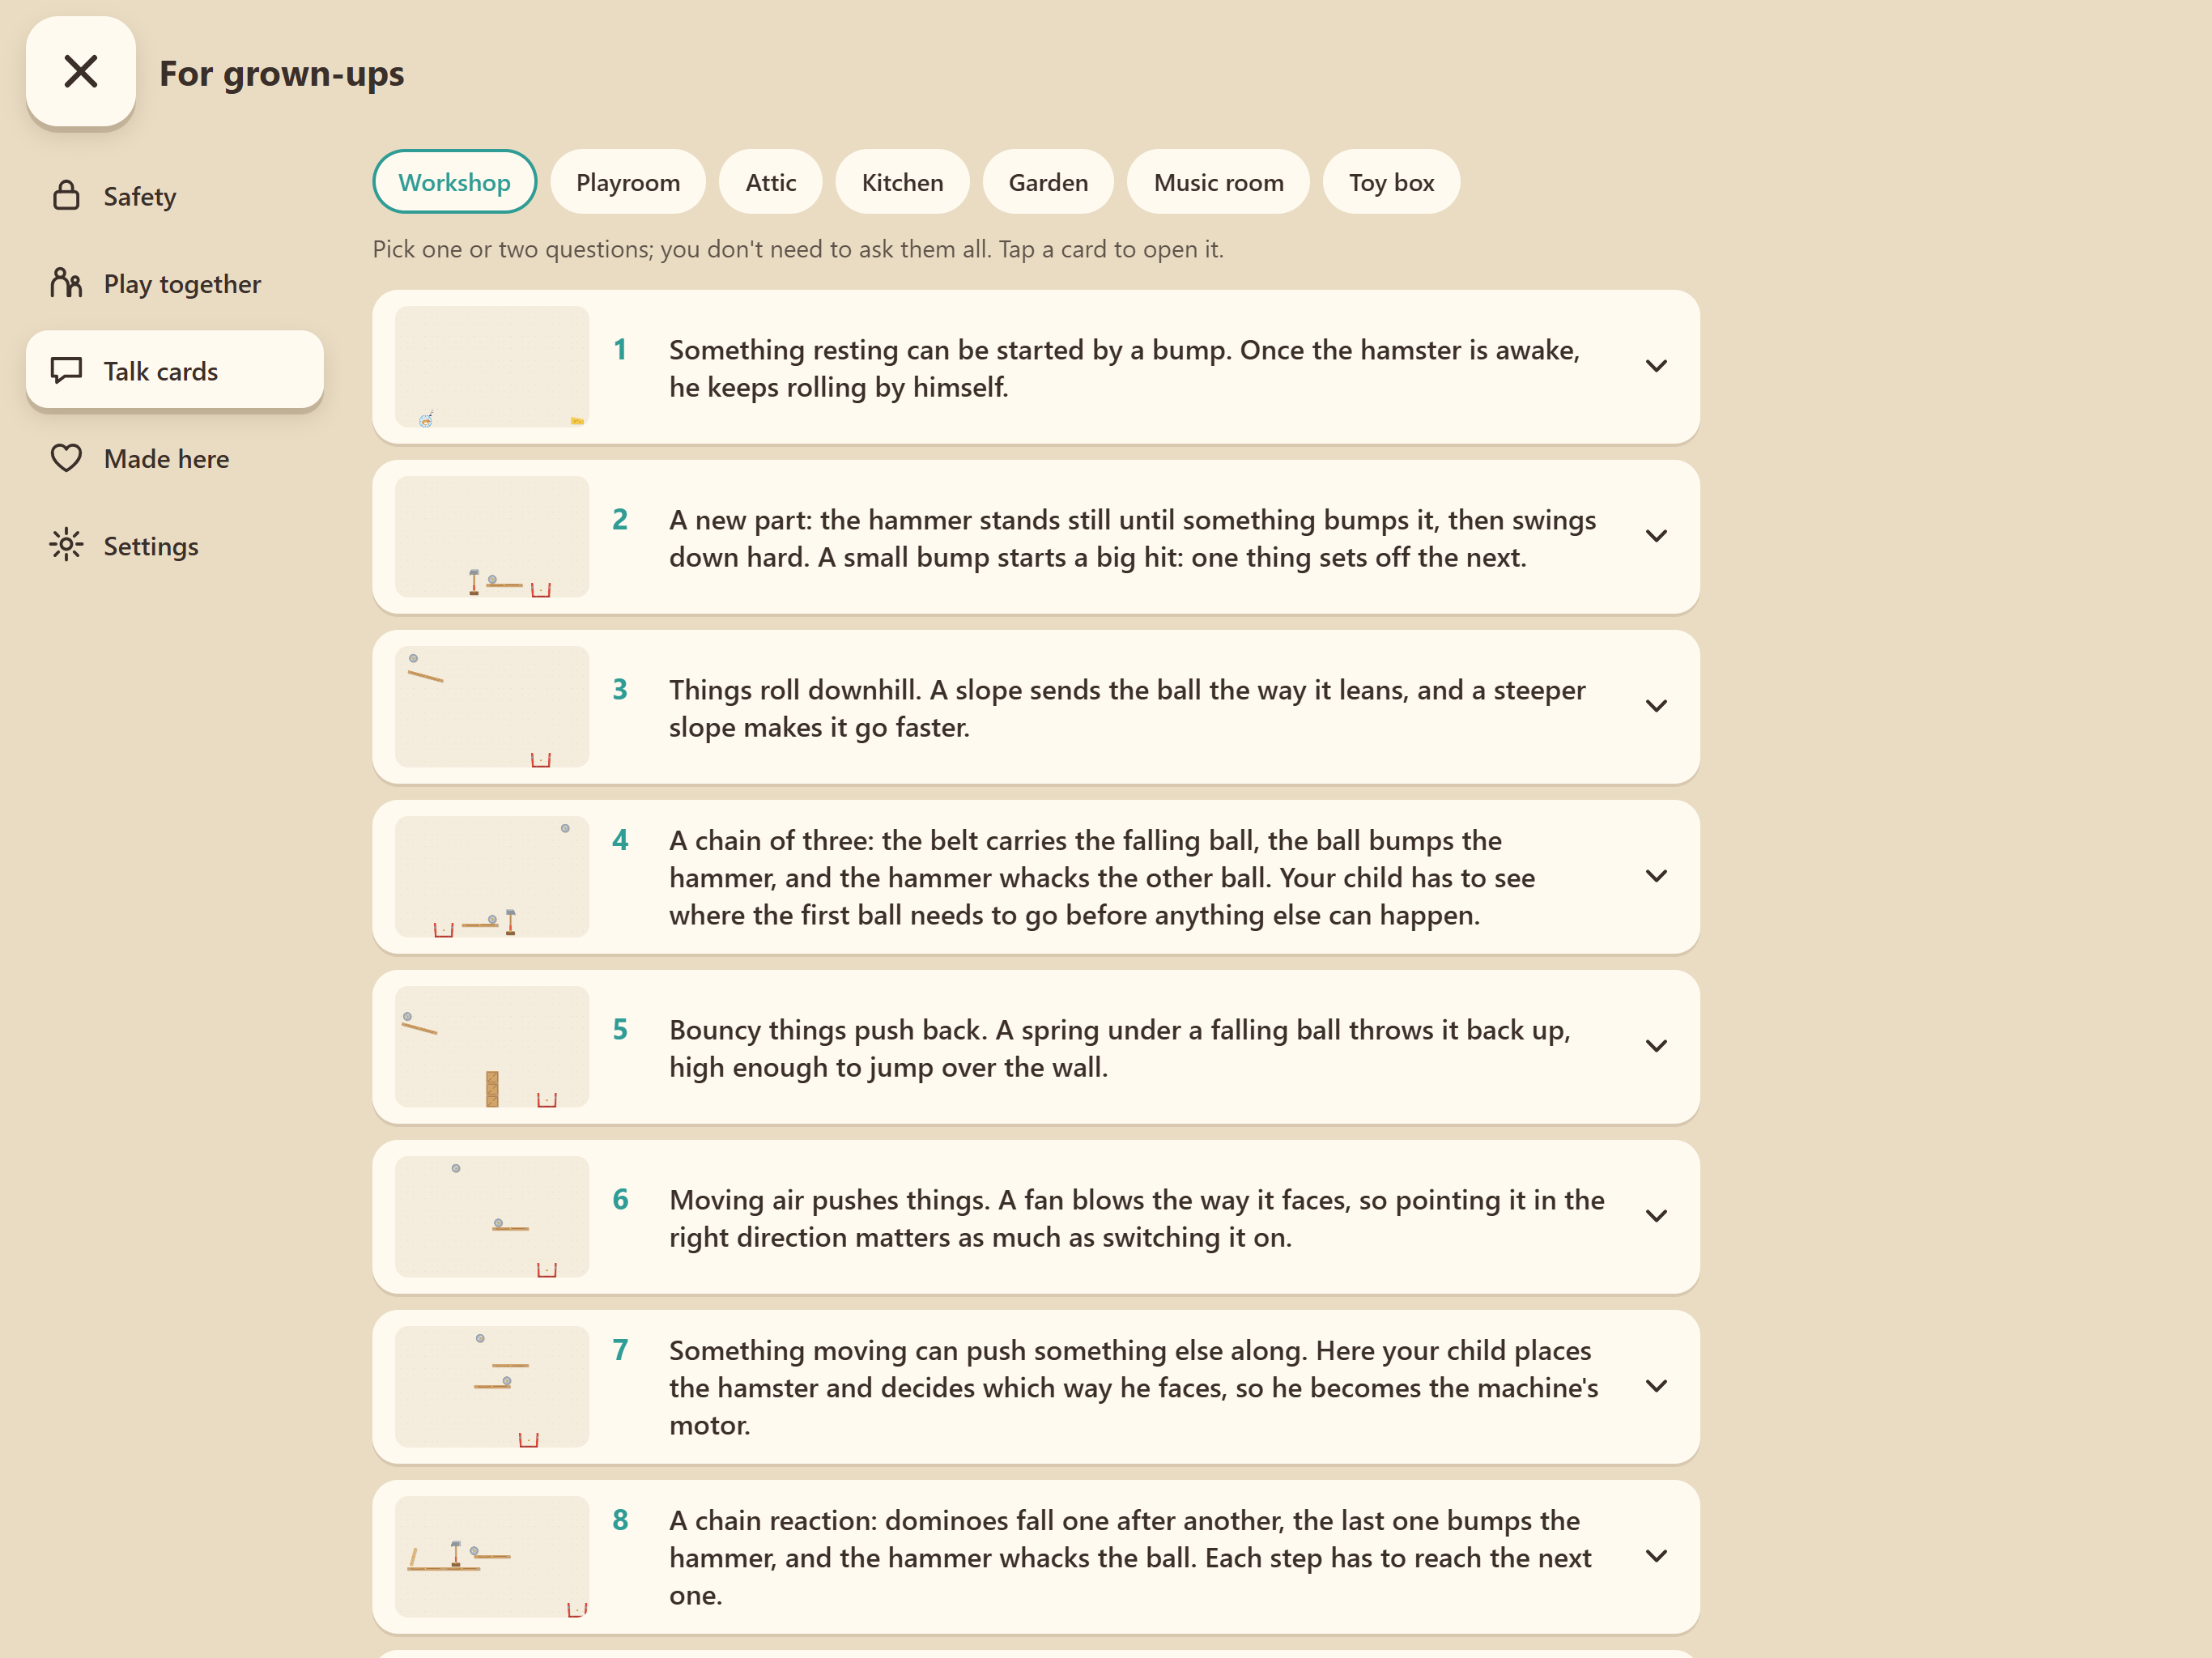 For grown-ups
Safety
Play together
Talk cards
Made here
Settings
Workshop
Playroom
Attic
Kitchen
Garden
Music room
Toy box
Pick one or two questions; you don't need to ask them all. Tap a card to open it.
1
Something resting can be started by a bump. Once the hamster is awake,
he keeps rolling by himself.
2
A new part: the hammer stands still until something bumps it, then swings
down hard. A small bump starts a big hit: one thing sets off the next.
3
Things roll downhill. A slope sends the ball the way it leans, and a steeper
slope makes it go faster.
4
A chain of three: the belt carries the falling ball, the ball bumps the
hammer, and the hammer whacks the other ball. Your child has to see
where the first ball needs to go before anything else can happen.
5
Bouncy things push back. A spring under a falling ball throws it back up,
high enough to jump over the wall.
6
Moving air pushes things. A fan blows the way it faces, so pointing it in the
right direction matters as much as switching it on.
7
Something moving can push something else along. Here your child places
the hamster and decides which way he faces, so he becomes the machine's
motor.
8
A chain reaction: dominoes fall one after another, the last one bumps the
hammer, and the hammer whacks the ball. Each step has to reach the next
one.